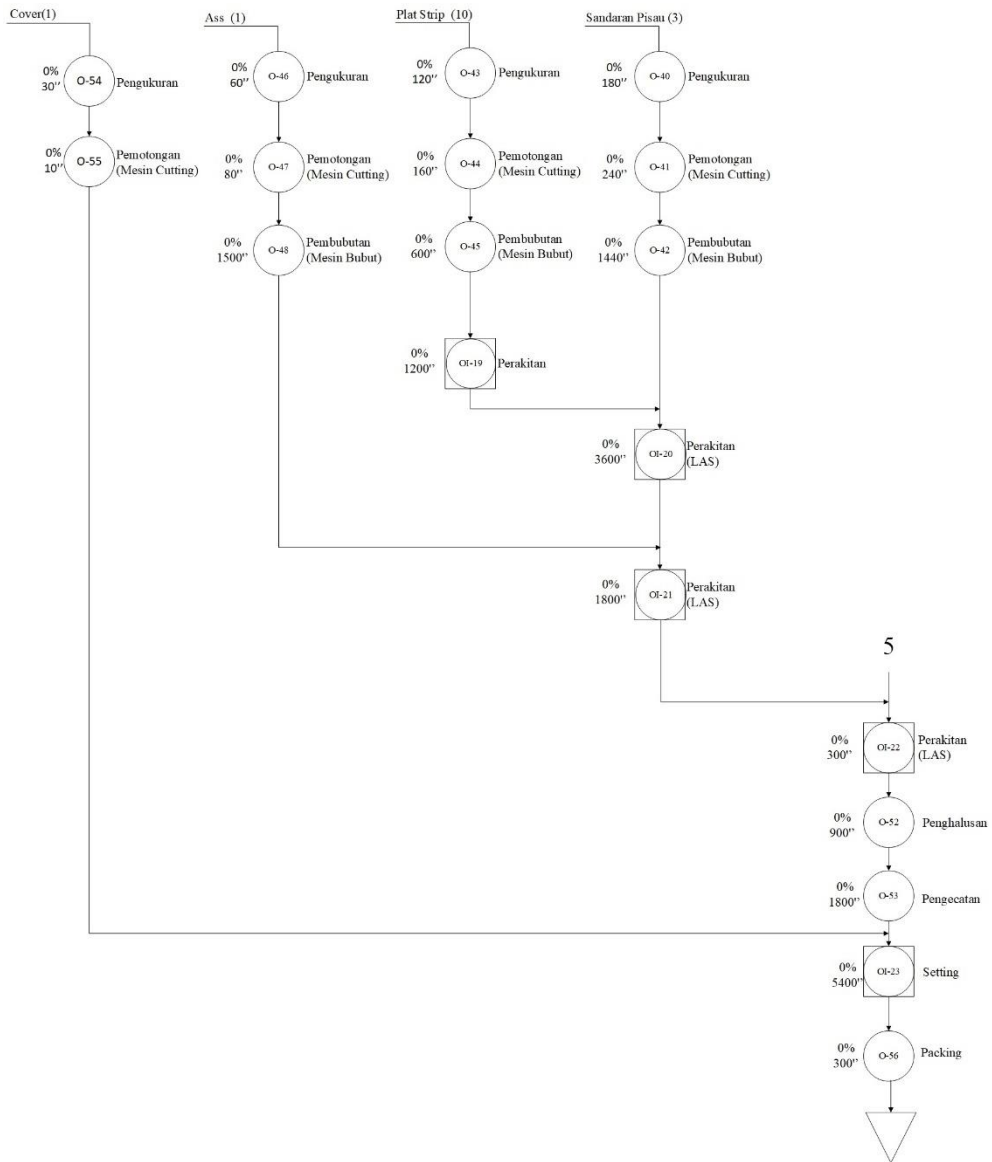 Cover(1)
0%
30"
O-54
Pengukuran
0%
10"
O-55
Pemotongan
(Mesin Cutting)
Ass (1)
0%
60"
O-46
Pengukuran
0%
80"
O-47
Pemotongan
(Mesin Cutting)
0%
1500"
O-48
Pembubutan
(Mesin Bubut)
Plat Strip (10)
0%
120"
O-43
Pengukuran
0%
160"
O-44
Pemotongan
(Mesin Cutting)
0%
600"
O-45
Pembubutan
(Mesin Bubut)
0%
1200"
OI-19
Perakitan
Sandaran Pisau (3)
0%
180"
O-40
Pengukuran
0%
240"
O-41
Pemotongan
(Mesin Cutting)
0%
1440"
O-42
Pembubutan
(Mesin Bubut)
0%
3600"
OI-20
Perakitan
(LAS)
0%
1800"
OI-21
Perakitan
(LAS)
5
0%
300"
OI-22
Perakitan
(LAS)
0%
900"
O-52
Penghalusan
0%
1800"
O-53
Pengecatan
0%
5400"
OI-23
Setting
0%
300"
O-56
Packing